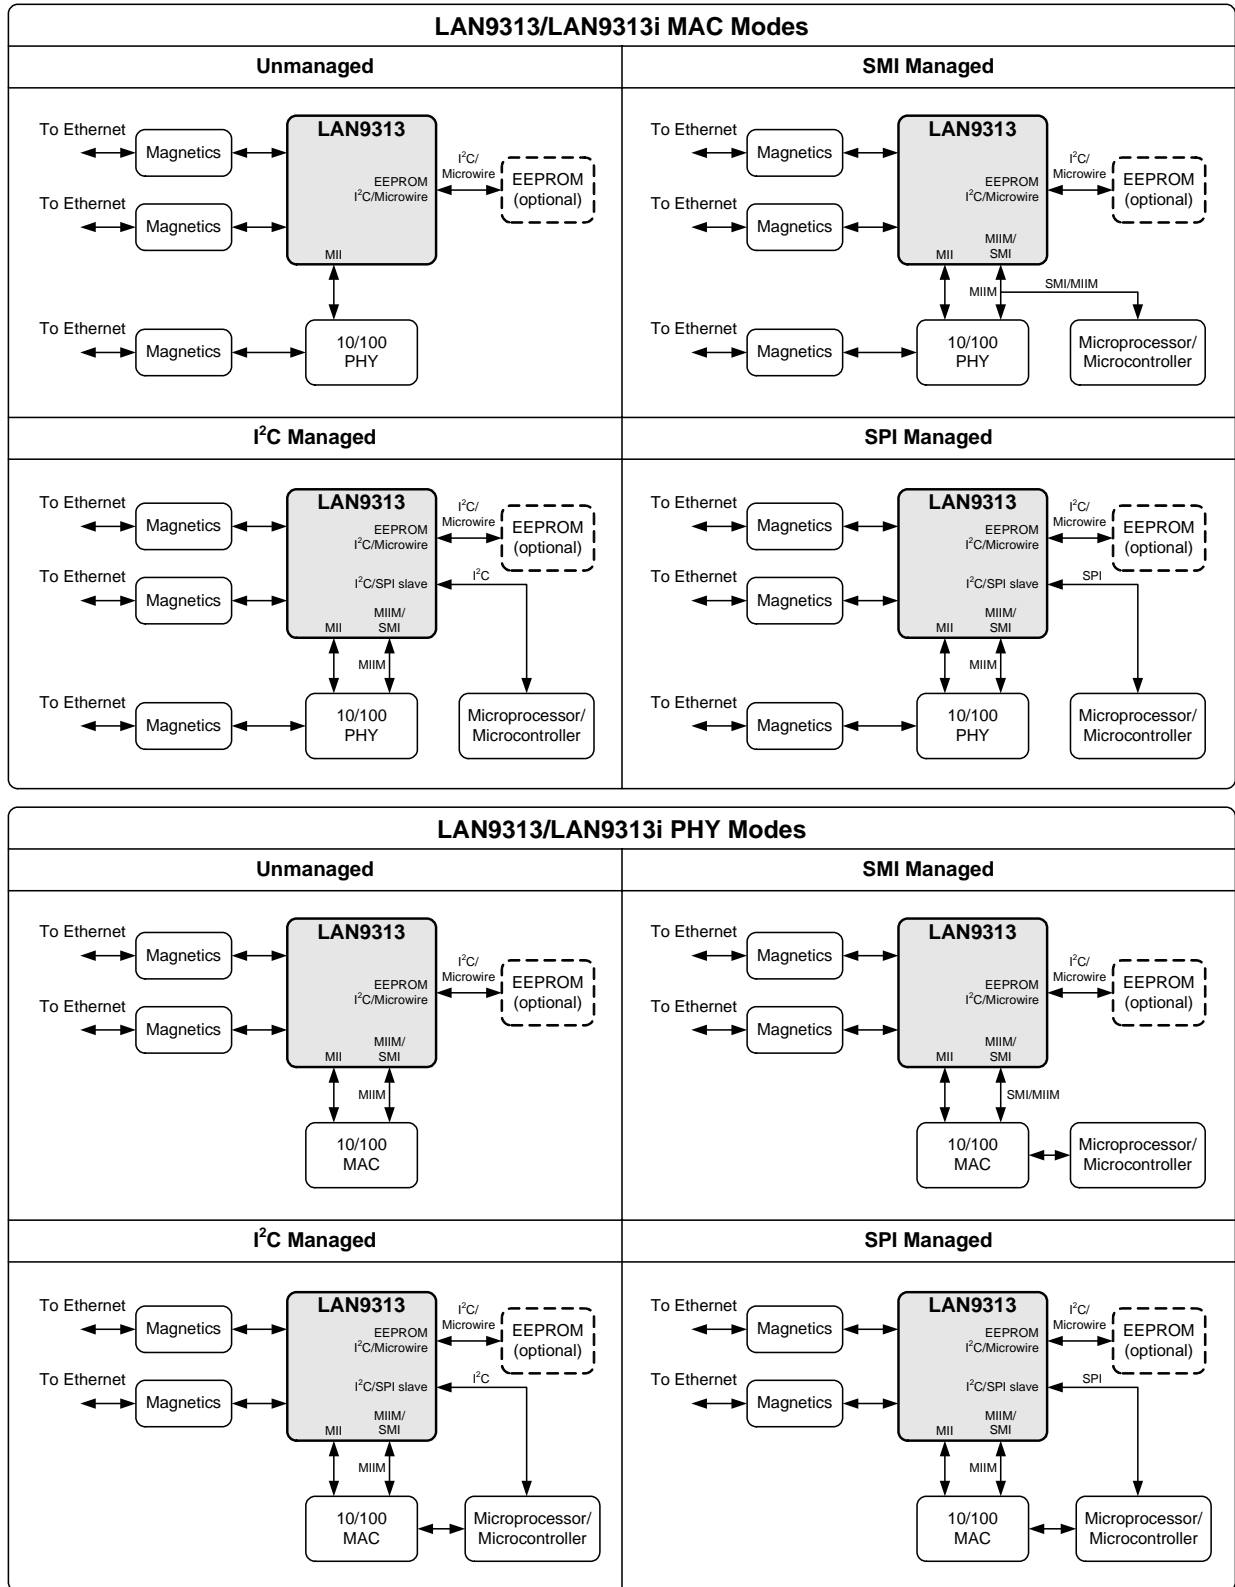 LAN9313/LAN9313i MAC Modes
Unmanaged
To Ethernet
Magnetics
LAN9313
I²C/
Microwire
EEPROM
I²C/Microwire
EEPROM
(optional)
To Ethernet
Magnetics
MII
To Ethernet
Magnetics
10/100
PHY
SMI Managed
To Ethernet
Magnetics
LAN9313
I²C/
Microwire
EEPROM
I²C/Microwire
EEPROM
(optional)
To Ethernet
Magnetics
MII
MIIM/
SMI
MIIM
SMI/MIIM
To Ethernet
Magnetics
10/100
PHY
Microprocessor/
Microcontroller
I²C Managed
To Ethernet
Magnetics
LAN9313
I²C/
Microwire
EEPROM
I²C/Microwire
EEPROM
(optional)
To Ethernet
Magnetics
I²C/SPI slave
I²C
MII
MIIM/
SMI
MIIM
To Ethernet
Magnetics
10/100
PHY
Microprocessor/
Microcontroller
SPI Managed
To Ethernet
Magnetics
LAN9313
I²C/
Microwire
EEPROM
I²C/Microwire
EEPROM
(optional)
To Ethernet
Magnetics
I²C/SPI slave
SPI
MII
MIIM/
SMI
MIIM
To Ethernet
Magnetics
10/100
PHY
Microprocessor/
Microcontroller
LAN9313/LAN9313i PHY Modes
Unmanaged
To Ethernet
Magnetics
LAN9313
I²C/
Microwire
EEPROM
I²C/Microwire
EEPROM
(optional)
To Ethernet
Magnetics
MII
MIIM/
SMI
MIIM
10/100
MAC
SMI Managed
To Ethernet
Magnetics
LAN9313
I²C/
Microwire
EEPROM
I²C/Microwire
EEPROM
(optional)
To Ethernet
Magnetics
MII
MIIM/
SMI
SMI/MIIM
10/100
MAC
Microprocessor/
Microcontroller
I²C Managed
To Ethernet
Magnetics
LAN9313
I²C/
Microwire
EEPROM
I²C/Microwire
EEPROM
(optional)
To Ethernet
Magnetics
I²C/SPI slave
I²C
MII
MIIM/
SMI
MIIM
10/100
MAC
Microprocessor/
Microcontroller
SPI Managed
To Ethernet
Magnetics
LAN9313
I²C/
Microwire
EEPROM
I²C/Microwire
EEPROM
(optional)
To Ethernet
Magnetics
I²C/SPI slave
SPI
MII
MIIM/
SMI
MIIM
10/100
MAC
Microprocessor/
Microcontroller